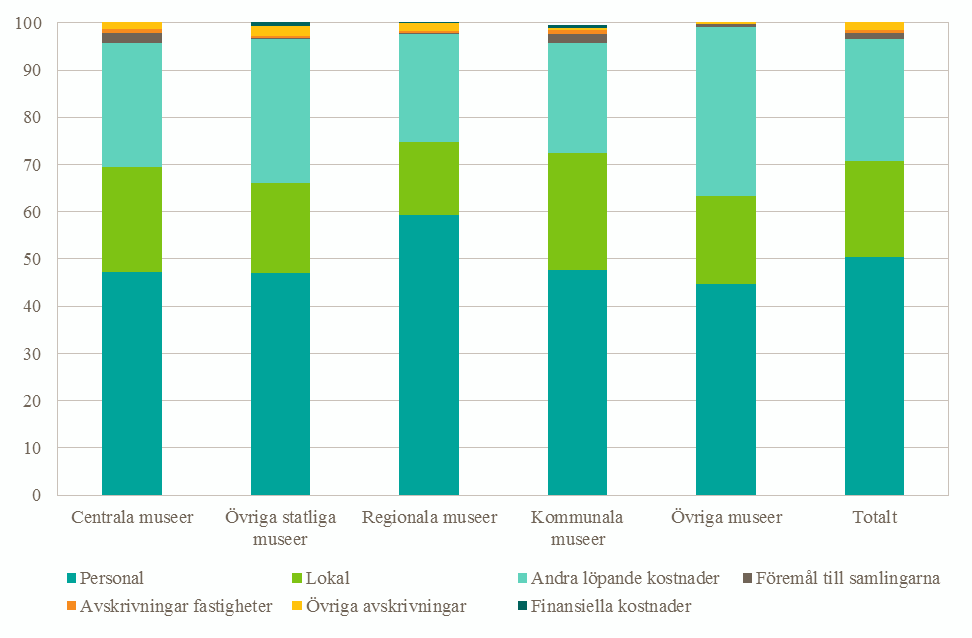 100
90
80
70
60
50
40
30
20
10
0
Centrala museer
Övriga statliga
museer
Regionala museer
Kommunala
museer
Övriga museer
Totalt
Personal
Lokal
Andra löpande kostnader
Föremål till samlingarna
Avskrivningar fastigheter
Övriga avskrivningar
Finansiella kostnader